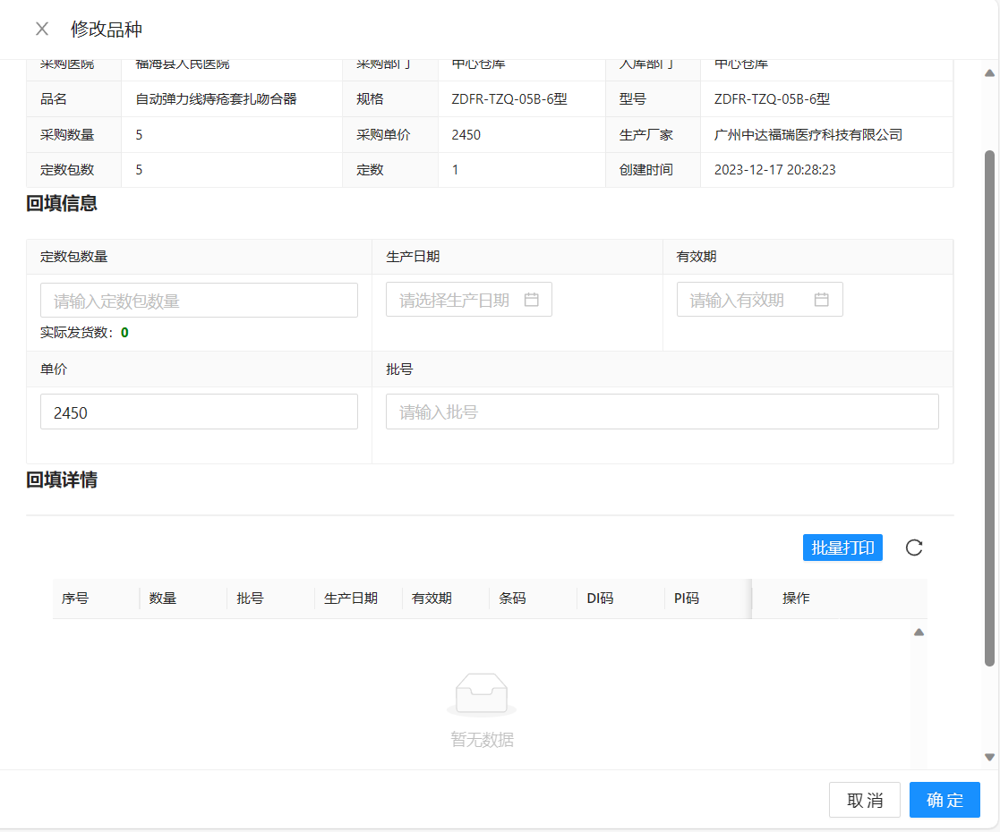 修改品种
采购医院 福海县人民医院 采购部门 中心仓库 入库部门 中心仓库
品名 自动弹力线痔疮套扎吻合器 规格 ZDFR-TZQ-05B-6型 型号 ZDFR-TZQ-05B-6型
采购数量 5 采购单价 2450 生产厂家 广州中达福瑞医疗科技有限公司
定数包数 5 定数 1 创建时间 2023-12-17 20:28:23
回填信息
定数包数量 生产日期 有效期
请输入定数包数量 请选择生产日期 请输入有效期
实际发货数：0
单价 批号
2450 请输入批号
回填详情
批量打印
序号 数量 批号 生产日期 有效期 条码 DI码 PI码 操作
暂无数据
取 消 确 定